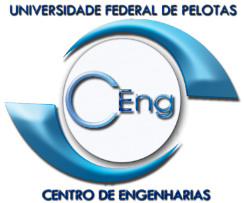 UNIVERSIDADE FEDERAL DE PELOTAS
CEng
CENTRO DE ENGENHARIAS